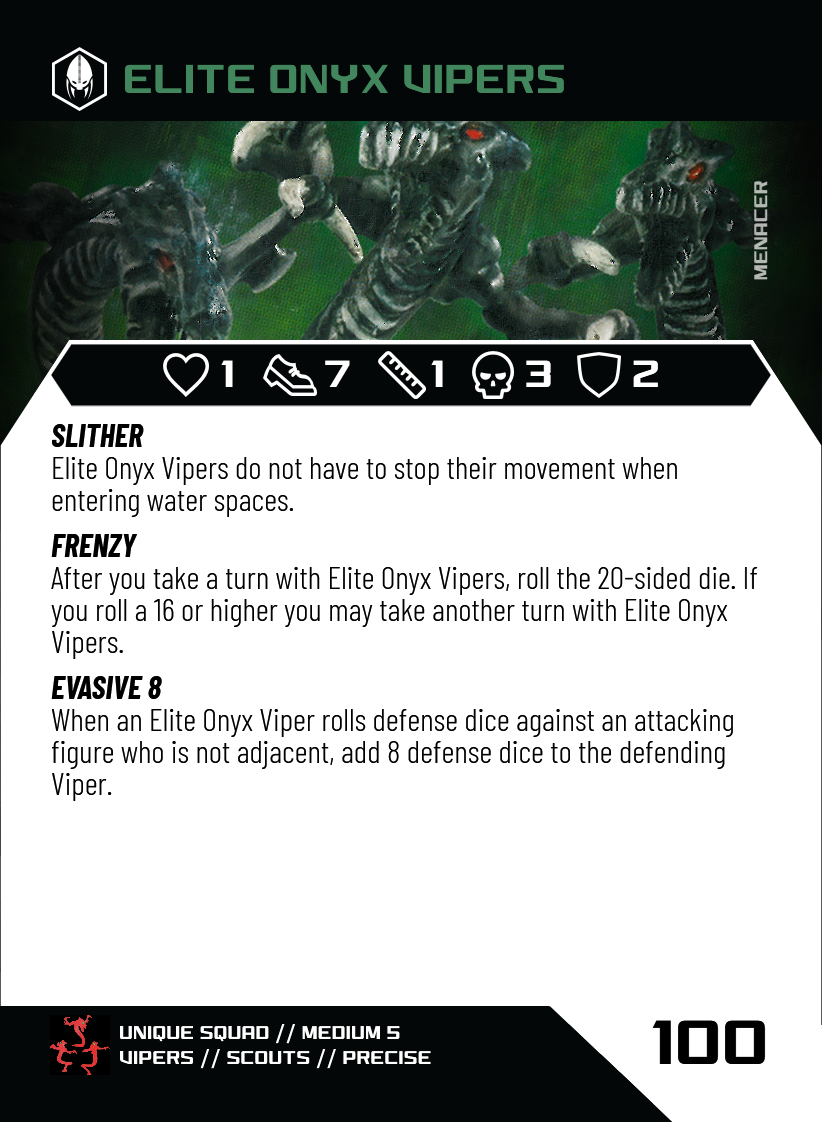 ELITE ONYX VIPERS
MENACER
1 7 1 3 2
SLITHER
Elite Onyx Vipers do not have to stop their movement when
entering water spaces.
FRENZY
After you take a turn with Elite Onyx Vipers, roll the 20-sided die. If
you roll a 16 or higher you may take another turn with Elite Onyx
Vipers.
EVASIVE 8
When an Elite Onyx Viper rolls defense dice against an attacking
figure who is not adjacent, add 8 defense dice to the defending
Viper.
UNIQUE SQUAD // MEDIUM 5
VIPERS // SCOUTS // PRECISE
100